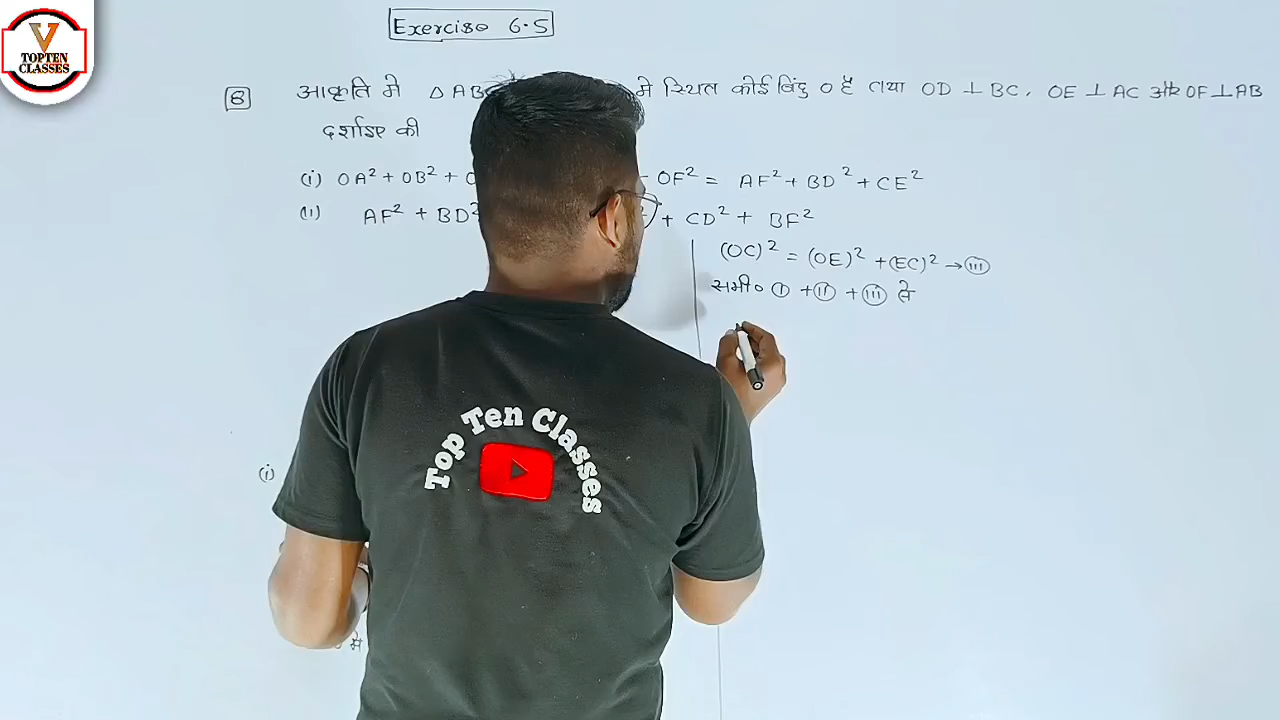 V
TOPTEN
CLASSES
Exercise 6.5
8 आकृति में △ ABC में स्थित कोई बिंदु O है तथा OD ⊥ BC, OE ⊥ AC और OF ⊥ AB
दर्शाइए की
(i) OA² + OB² + OF² = AF² + BD² + CE²
(ii) AF² + BD² + CD² + BF²
(OC)² = (OE)² + (EC)² → (iii)
समी० (i) + (ii) + (iii) से
(i)
में
Top Ten Classes